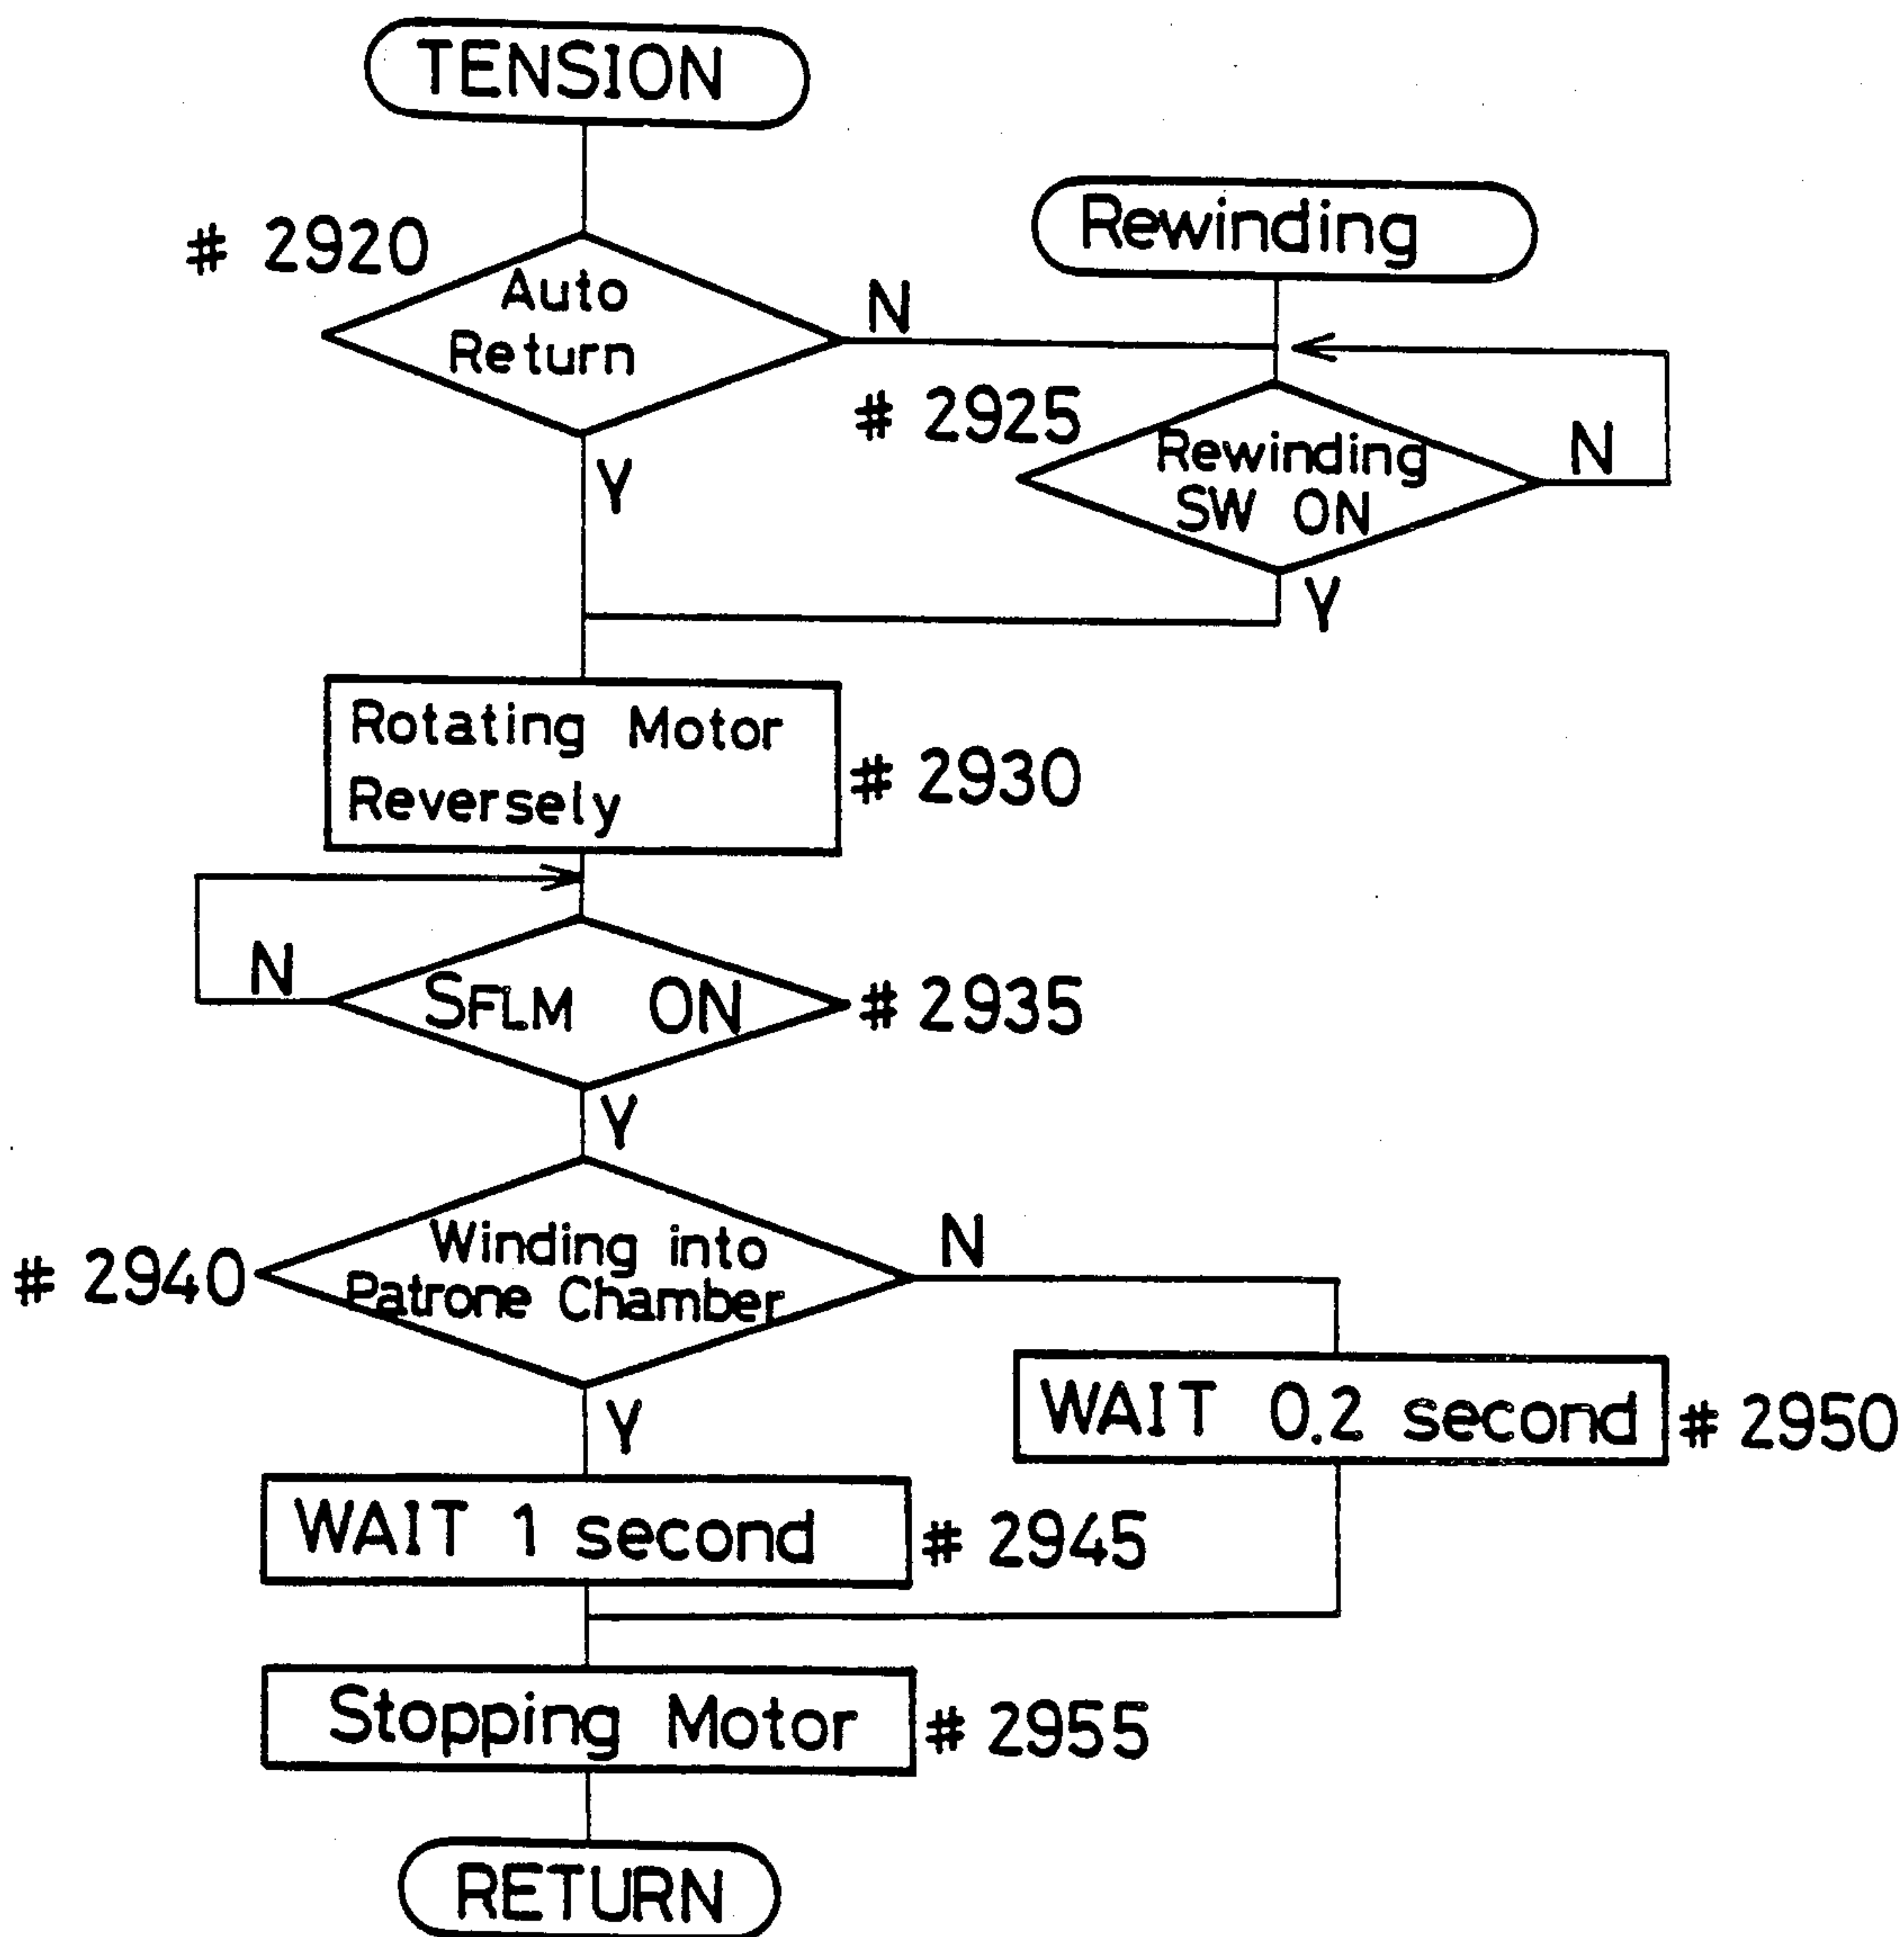 TENSION
Rewinding
# 2920
Auto
Return
N
# 2925
Rewinding
SW ON
N
Y
Y
Rotating Motor
Reversely
# 2930
N
SFLM ON
# 2935
Y
# 2940
Winding into
Patrone Chamber
N
Y
WAIT 0.2 second
# 2950
WAIT 1 second
# 2945
Stopping Motor
# 2955
RETURN